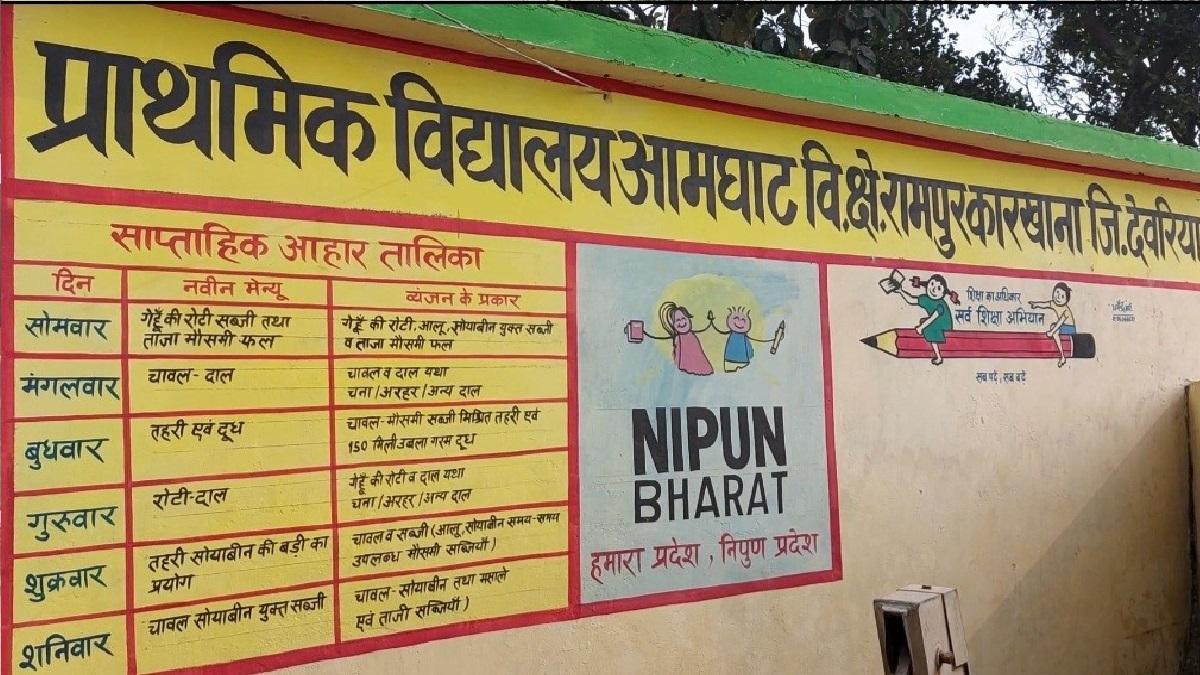 प्राथमिक विद्यालय आमघाट वि.क्षे.रामपुर कारखाना जि.देवरिया
साप्ताहिक आहार तालिका
दिन नवीन मेन्यू व्यंजन के प्रकार
सोमवार
गेहूँ की रोटी सब्जी तथा
ताजा मौसमी फल
गेहूँ की रोटी, आलू, सोयाबीन युक्त सब्जी
व ताजा मौसमी फल
मंगलवार
चावल - दाल
चावल व दाल यथा
चना/अरहर/अन्य दाल
बुधवार
तहरी एवं दूध
चावल-मौसमी सब्जी मिश्रित तहरी एवं
150 मिली उबला गरम दूध
गुरुवार
रोटी-दाल
गेहूँ की रोटी व दाल यथा
चना/अरहर/अन्य दाल
शुक्रवार
तहरी सोयाबीन की बड़ी का
प्रयोग
चावल व सब्जी (आलू, सोयाबीन समय-समय
उपलब्ध मौसमी सब्जियाँ)
शनिवार
चावल सोयाबीन युक्त सब्जी
चावल-सोयाबीन तथा मसाले
एवं ताजी सब्जियाँ)
NIPUN
BHARAT
हमारा प्रदेश, निपुण प्रदेश
शिक्षा का अधिकार
सर्व शिक्षा अभियान
सब पढ़ें, सब बढ़ें